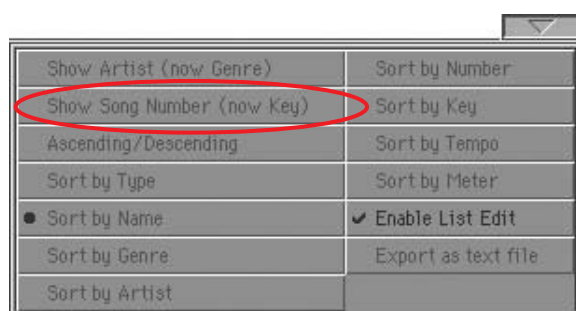 Show Artist (now Genre)
Show Song Number (now Key)
Ascending/Descending
Sort by Type
Sort by Name
Sort by Genre
Sort by Artist
Sort by Number
Sort by Key
Sort by Tempo
Sort by Meter
Enable List Edit
Export as text file